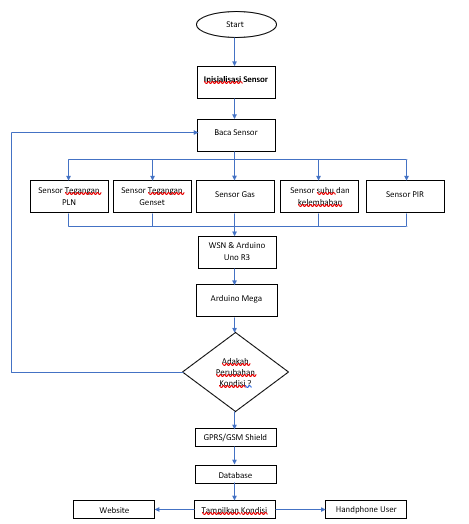 Start
Inisialisasi Sensor
Baca Sensor
Sensor Tegangan
PLN
Sensor Tegangan
Genset
Sensor Gas
Sensor suhu dan
kelembaban
Sensor PIR
WSN & Arduino
Uno R3
Arduino Mega
Adakah
Perubahan
Kondisi ?
GPRS/GSM Shield
Database
Website
Tampilkan Kondisi
Handphone User